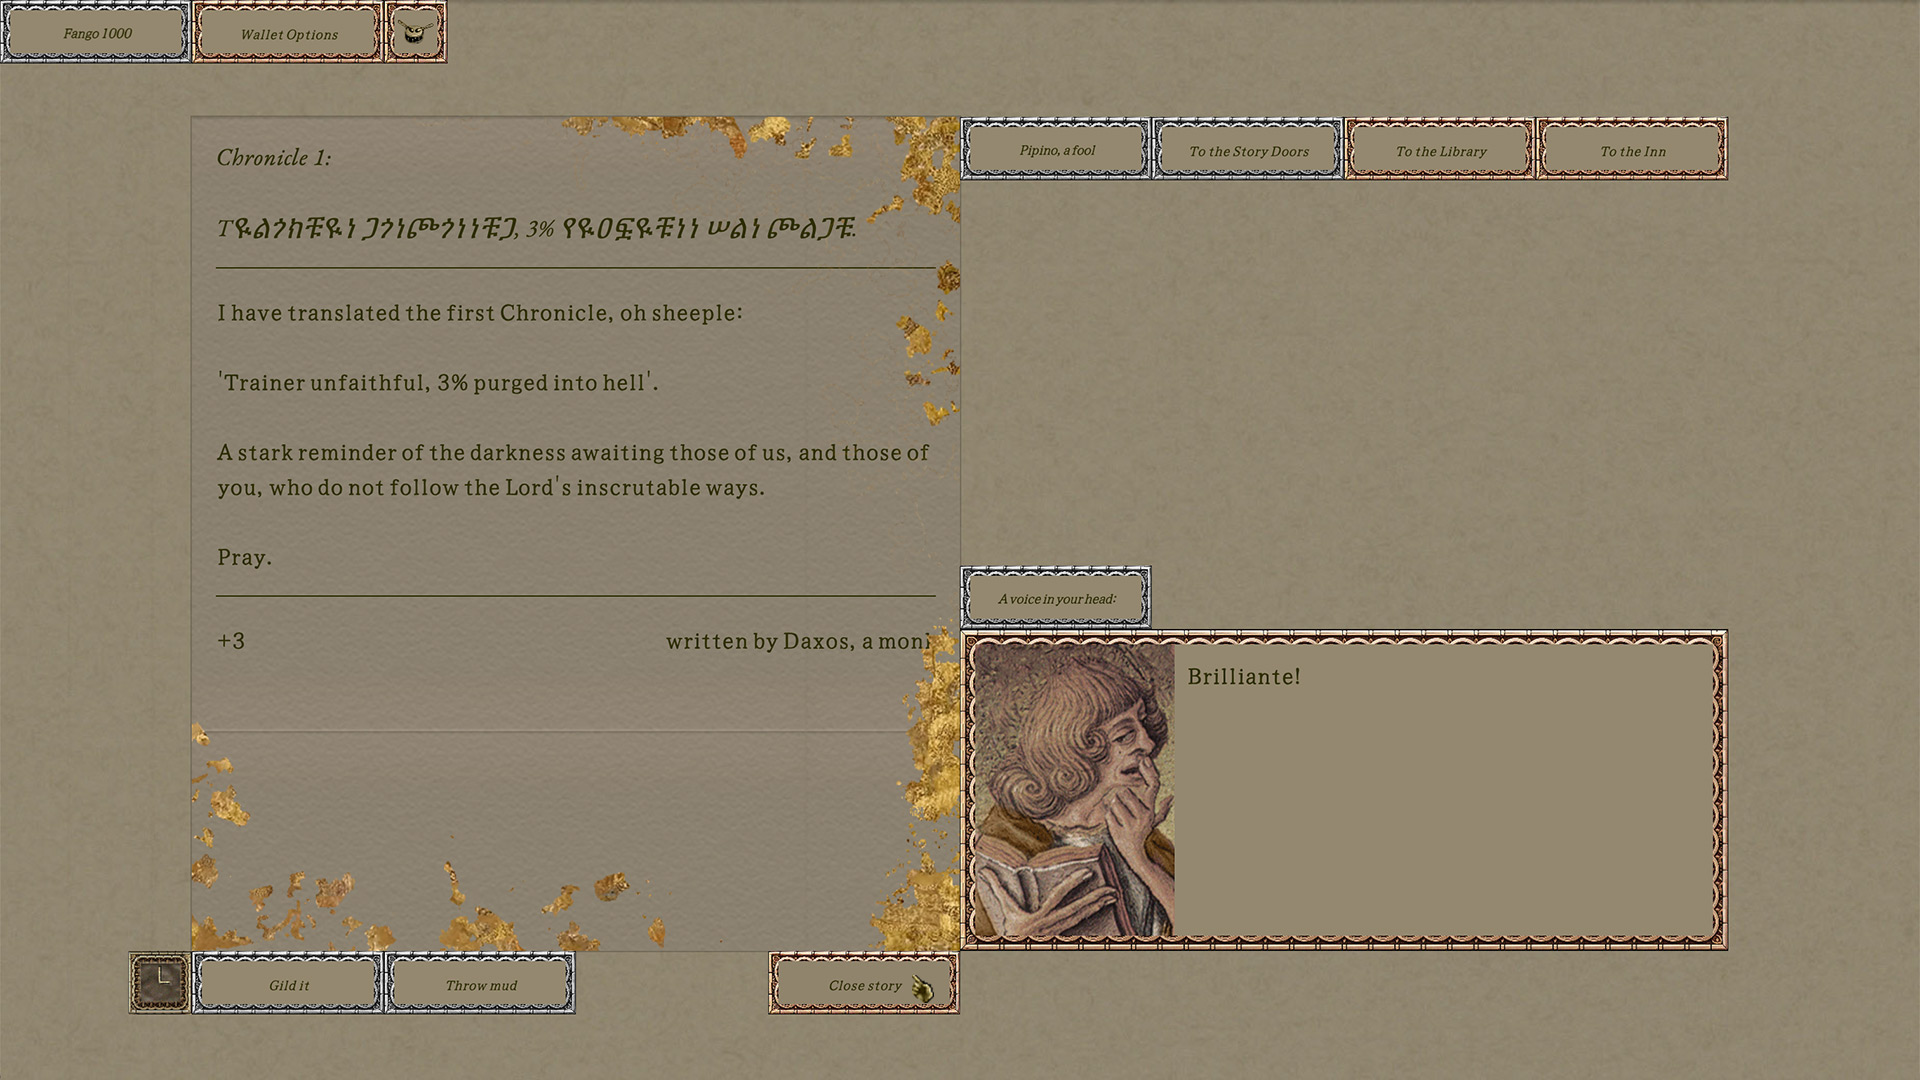 Fango 1000
Wallet Options
Chronicle 1:
3%
I have translated the first Chronicle, oh sheeple:
'Trainer unfaithful, 3% purged into hell'.
A stark reminder of the darkness awaiting those of us, and those of
you, who do not follow the Lord's inscrutable ways.
Pray.
+3
written by Daxos, a
Gild it
Throw mud
Close story
Pipino, a fool
To the Story Doors
To the Library
To the Inn
A voice in your head:
Brilliante!